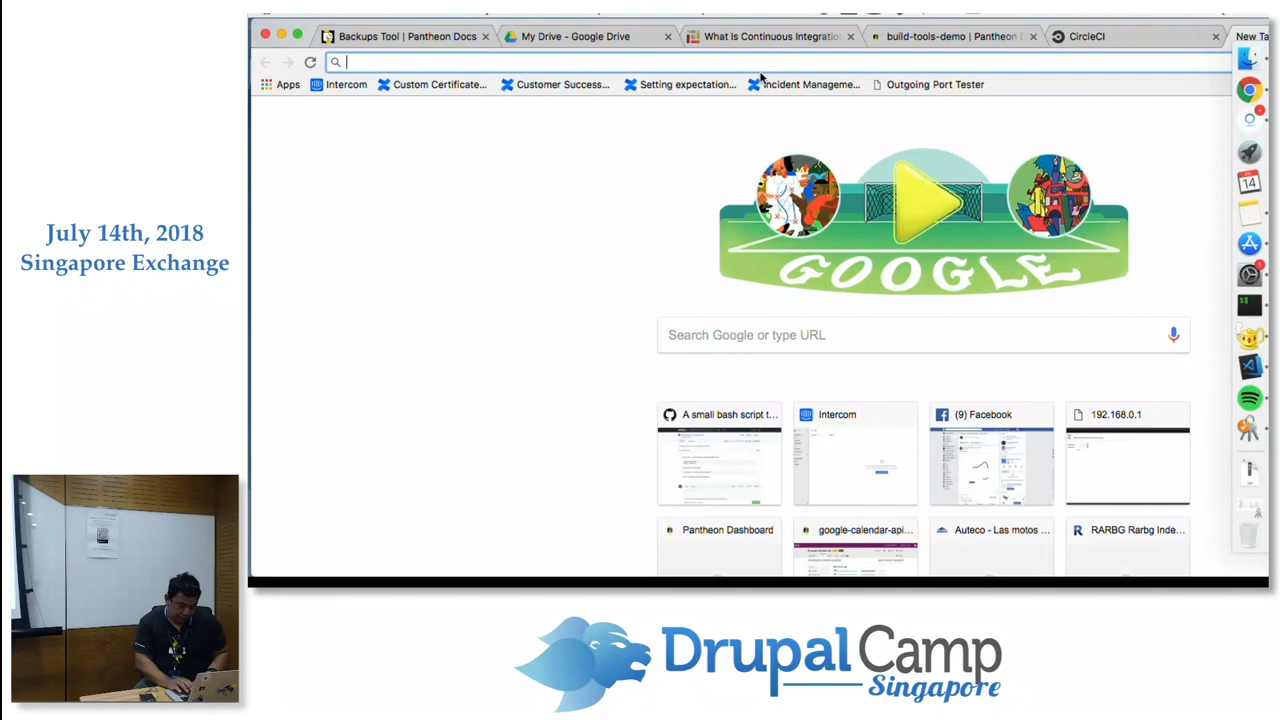 Backups Tool | Pantheon Docs
My Drive - Google Drive
What Is Continuous Integratio
build-tools-demo | Pantheon
CircleCI
New Ta
Apps
Intercom
Custom Certificate...
Customer Success...
Setting expectation...
Incident Manageme...
Outgoing Port Tester
July 14th, 2018
Singapore Exchange
GOOGLE
14
Search Google or type URL
A small bash script t...
Intercom
(9) Facebook
192.168.0.1
Pantheon Dashboard
google-calendar-api...
Auteco - Las motos ...
RARBG Rarbg Inde...
DrupalCamp
Singapore